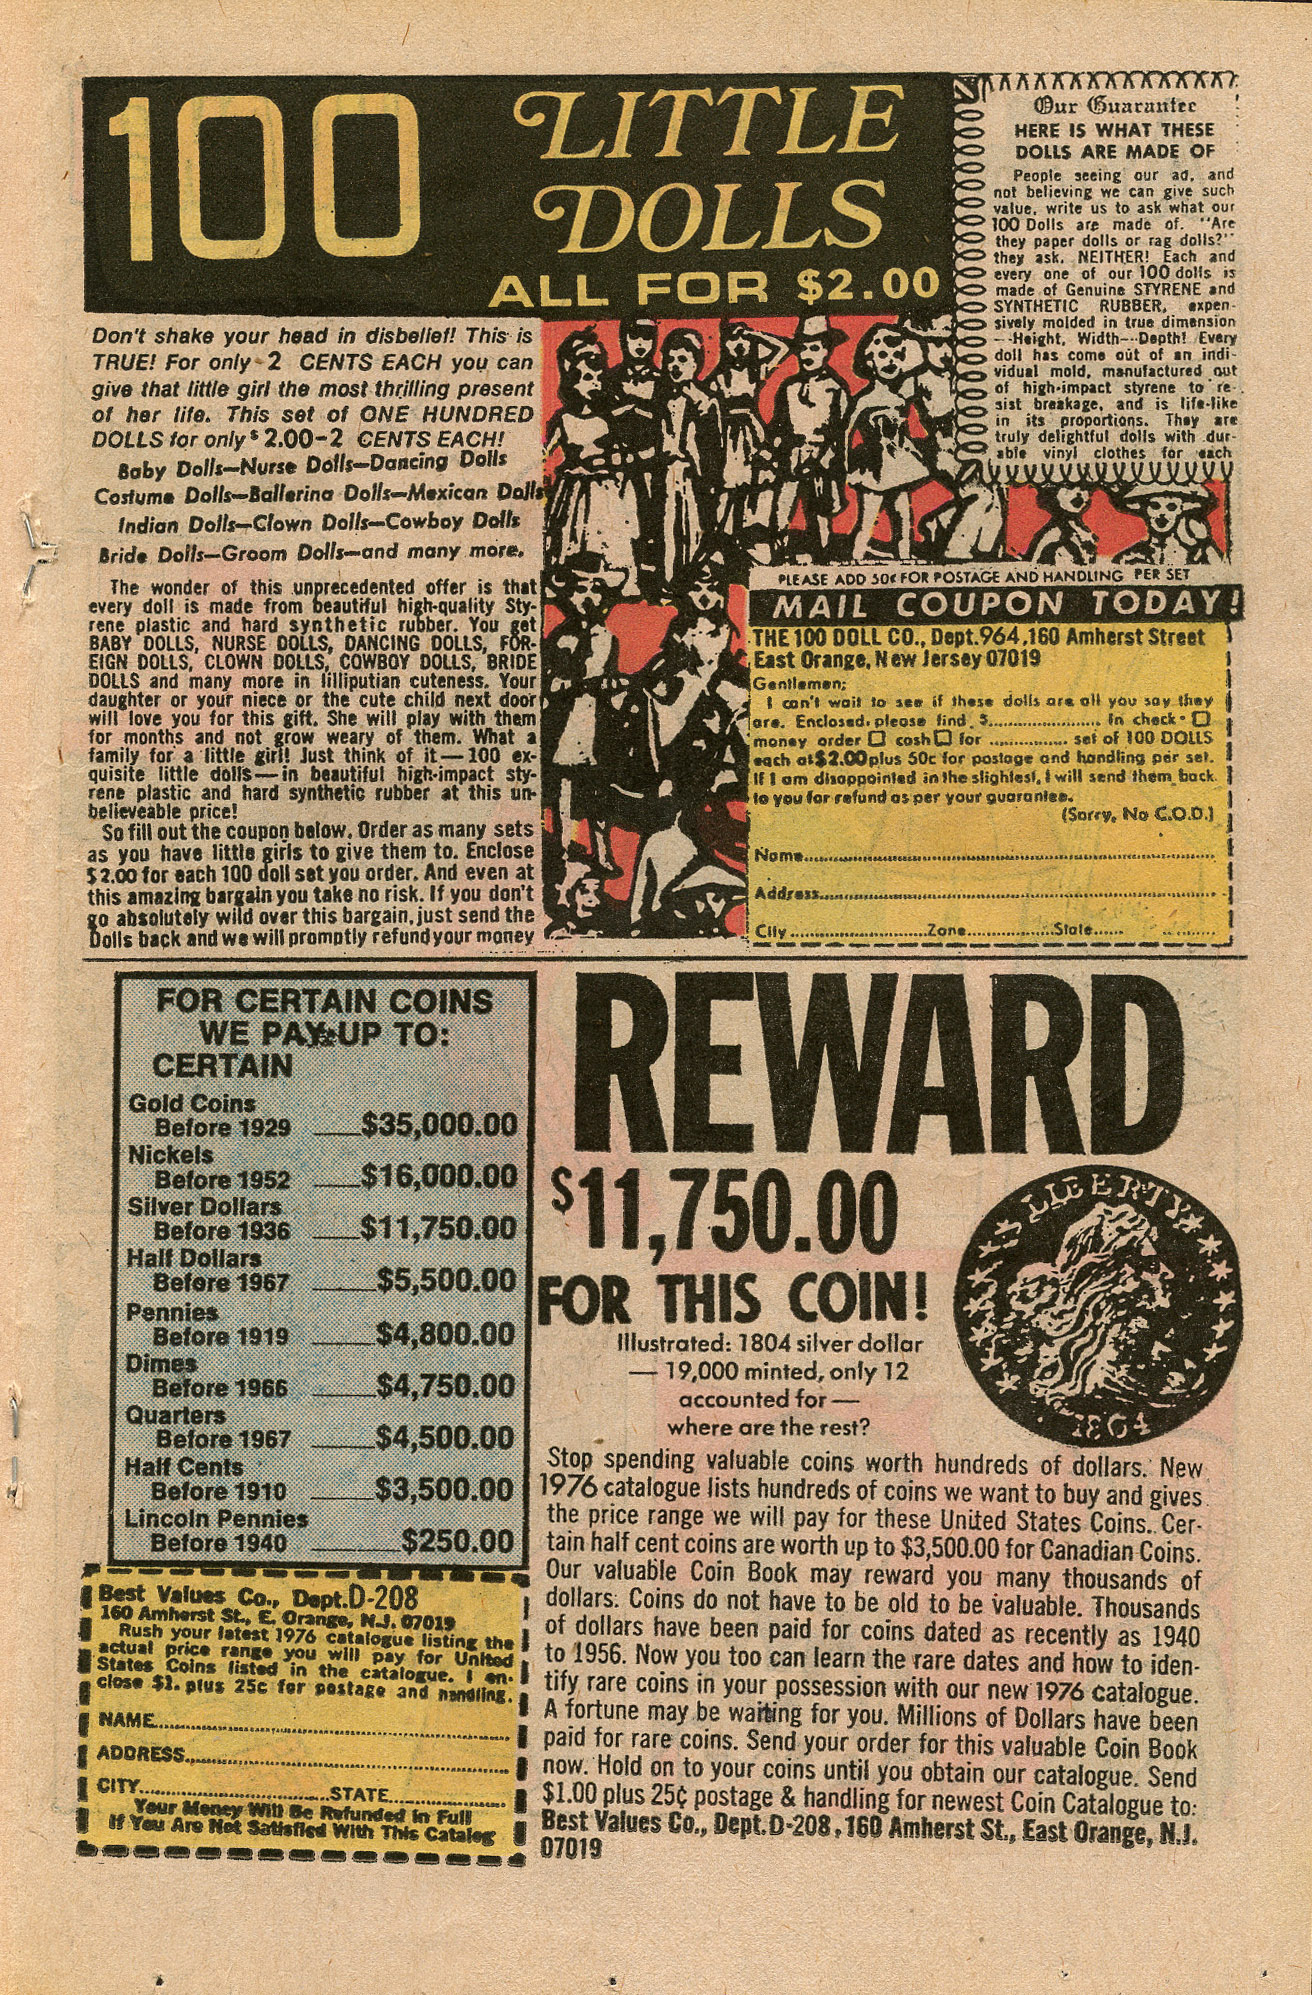 100
LITTLE
DOLLS
ALL FOR $2.00
Our Guarantee
HERE IS WHAT THESE
DOLLS ARE MADE OF
People seeing our ad, and
not believing we can give such
value, write us to ask what our
100 Dolls are made of. "Are
they paper dolls or rag dolls?"
they ask. NEITHER! Each and
every one of our 100 dolls is
made of Genuine STYRENE and
SYNTHETIC RUBBER, expen-
sively molded in true dimension
--Height, Width--Depth! Every
doll has come out of an indi-
vidual mold, manufactured out
of high-impact styrene to re-
sist breakage, and is life-like
in its proportions. They are
truly delightful dolls with dur-
able vinyl clothes for each
Don't shake your head in disbelief! This is
TRUE! For only 2 CENTS EACH you can
give that little girl the most thrilling present
of her life. This set of ONE HUNDRED
DOLLS for only $2.00-2 CENTS EACH!
Baby Dolls—Nurse Dolls—Dancing Dolls
Costume Dolls—Ballerina Dolls—Mexican Dolls
Indian Dolls—Clown Dolls—Cowboy Dolls
Bride Dolls—Groom Dolls—and many more.
The wonder of this unprecedented offer is that
every doll is made from beautiful high-quality Sty-
rene plastic and hard synthetic rubber. You get
BABY DOLLS, NURSE DOLLS, DANCING DOLLS, FOR-
EIGN DOLLS, CLOWN DOLLS, COWBOY DOLLS, BRIDE
DOLLS and many more in lilliputian cuteness. Your
daughter or your niece or the cute child next door
will love you for this gift. She will play with them
for months and not grow weary of them. What a
family for a little girl! Just think of it—100 ex-
quisite little dolls—in beautiful high-impact sty-
rene plastic and hard synthetic rubber at this un-
believeable price!
So fill out the coupon below, Order as many sets
as you have little girls to give them to. Enclose
$2.00 for each 100 doll set you order. And even at
this amazing bargain you take no risk. If you don't
go absolutely wild over this bargain, just send the
Dolls back and we will promptly refund your money
PLEASE ADD 50¢ FOR POSTAGE AND HANDLING PER SET
MAIL COUPON TODAY!
THE 100 DOLL CO., Dept.964,160 Amherst Street
East Orange, New Jersey 07019
Gentlemen;
I can't wait to see if these dolls are all you say they
are. Enclosed, please find $.................... In check □
money order □ cash □ for .............. set of 100 DOLLS
each at $2.00 plus 50c for postage and handling per set.
If I am disappointed in the slightest, I will send them back
to you for refund as per your guarantee.
(Sorry, No C.O.D.)
Name....................
Address....................
City....................Zone....................State....................
FOR CERTAIN COINS
WE PAY UP TO:
CERTAIN
Gold Coins
Before 1929 ____$35,000.00
Nickels
Before 1952 ____$16,000.00
Silver Dollars
Before 1936 ____$11,750.00
Half Dollars
Before 1967 ____$5,500.00
Pennies
Before 1919 ____$4,800.00
Dimes
Before 1966 ____$4,750.00
Quarters
Before 1967 ____$4,500.00
Half Cents
Before 1910 ____$3,500.00
Lincoln Pennies
Before 1940 ____$250.00
Best Values Co., Dept.D-208
160 Amherst St., E. Orange, N.J. 07019
Rush your latest 1976 catalogue listing the
actual price range you will pay for United
States Coins listed in the catalogue. I en-
close $1. plus 25c for postage and handling.
NAME....................
ADDRESS....................
CITY....................STATE....................
Your Money Will Be Refunded in Full
If You Are Not Satisfied With This Catalog
REWARD
$11,750.00
FOR THIS COIN!
LIBERTY
1804
Illustrated: 1804 silver dollar
— 19,000 minted, only 12
accounted for —
where are the rest?
Stop spending valuable coins worth hundreds of dollars. New
1976 catalogue lists hundreds of coins we want to buy and gives
the price range we will pay for these United States Coins. Cer-
tain half cent coins are worth up to $3,500.00 for Canadian Coins.
Our valuable Coin Book may reward you many thousands of
dollars. Coins do not have to be old to be valuable. Thousands
of dollars have been paid for coins dated as recently as 1940
to 1956. Now you too can learn the rare dates and how to iden-
tify rare coins in your possession with our new 1976 catalogue.
A fortune may be waiting for you. Millions of Dollars have been
paid for rare coins. Send your order for this valuable Coin Book
now. Hold on to your coins until you obtain our catalogue. Send
$1.00 plus 25¢ postage & handling for newest Coin Catalogue to:
Best Values Co., Dept.D-208, 160 Amherst St., East Orange, N.J.
07019